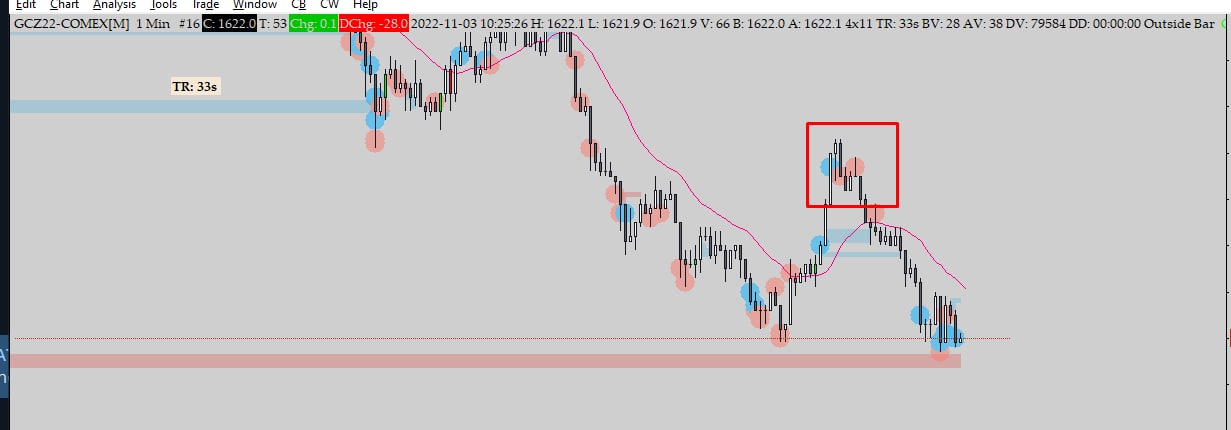 Edit Chart Analysis Tools Trade Window CB CW Help
GCZ22-COMEX[M] 1 Min #16 C: 1622.0 T: 53 Chg: 0.1 DChg: -28.0 2022-11-03 10:25:26 H: 1622.1 L: 1621.9 O: 1621.9 V: 66 B: 1622.0 A: 1622.1 4x11 TR: 33s BV: 28 AV: 38 DV: 79584 DD: 00:00:00 Outside Bar
TR: 33s